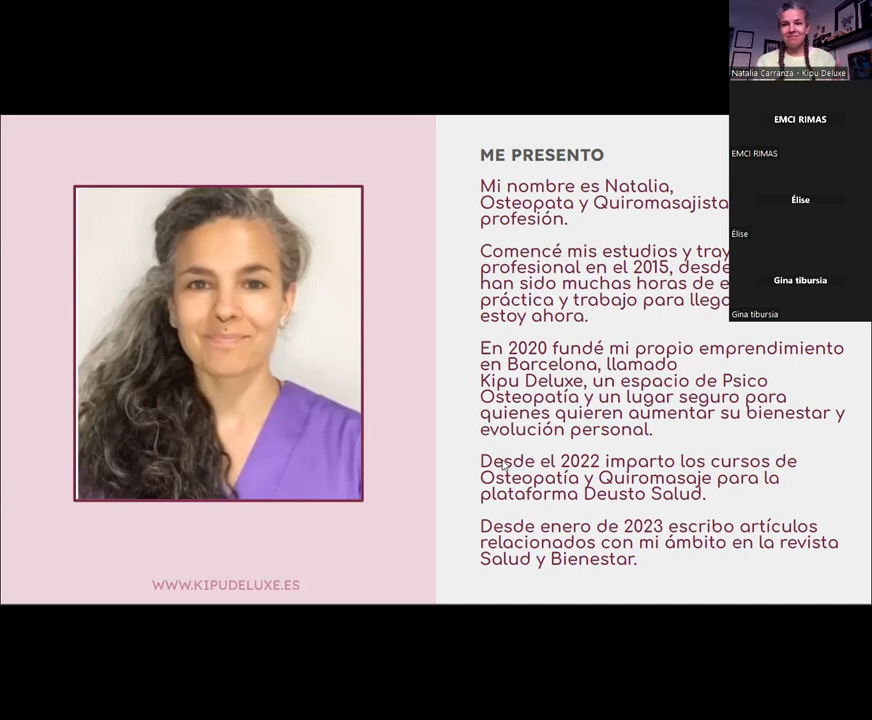 ME PRESENTO
Mi nombre es Natalia,
Osteopata y Quiromasajista
profesión.
Comencé mis estudios y tray
profesional en el 2015, desde
han sido muchas horas de e
práctica y trabajo para llega
estoy ahora.
En 2020 fundé mi propio emprendimiento
en Barcelona, llamado
Kipu Deluxe, un espacio de Psico
Osteopatía y un lugar seguro para
quienes quieren aumentar su bienestar y
evolución personal.
Desde el 2022 imparto los cursos de
Osteopatía y Quiromasaje para la
plataforma Deusto Salud.
Desde enero de 2023 escribo artículos
relacionados con mi ámbito en la revista
Salud y Bienestar.
WWW.KIPUDELUXE.ES
Natalia Carranza - Kipu Deluxe
EMCI RIMAS
EMCI RIMAS
Élise
Élise
Gina tibursia
Gina tibursia